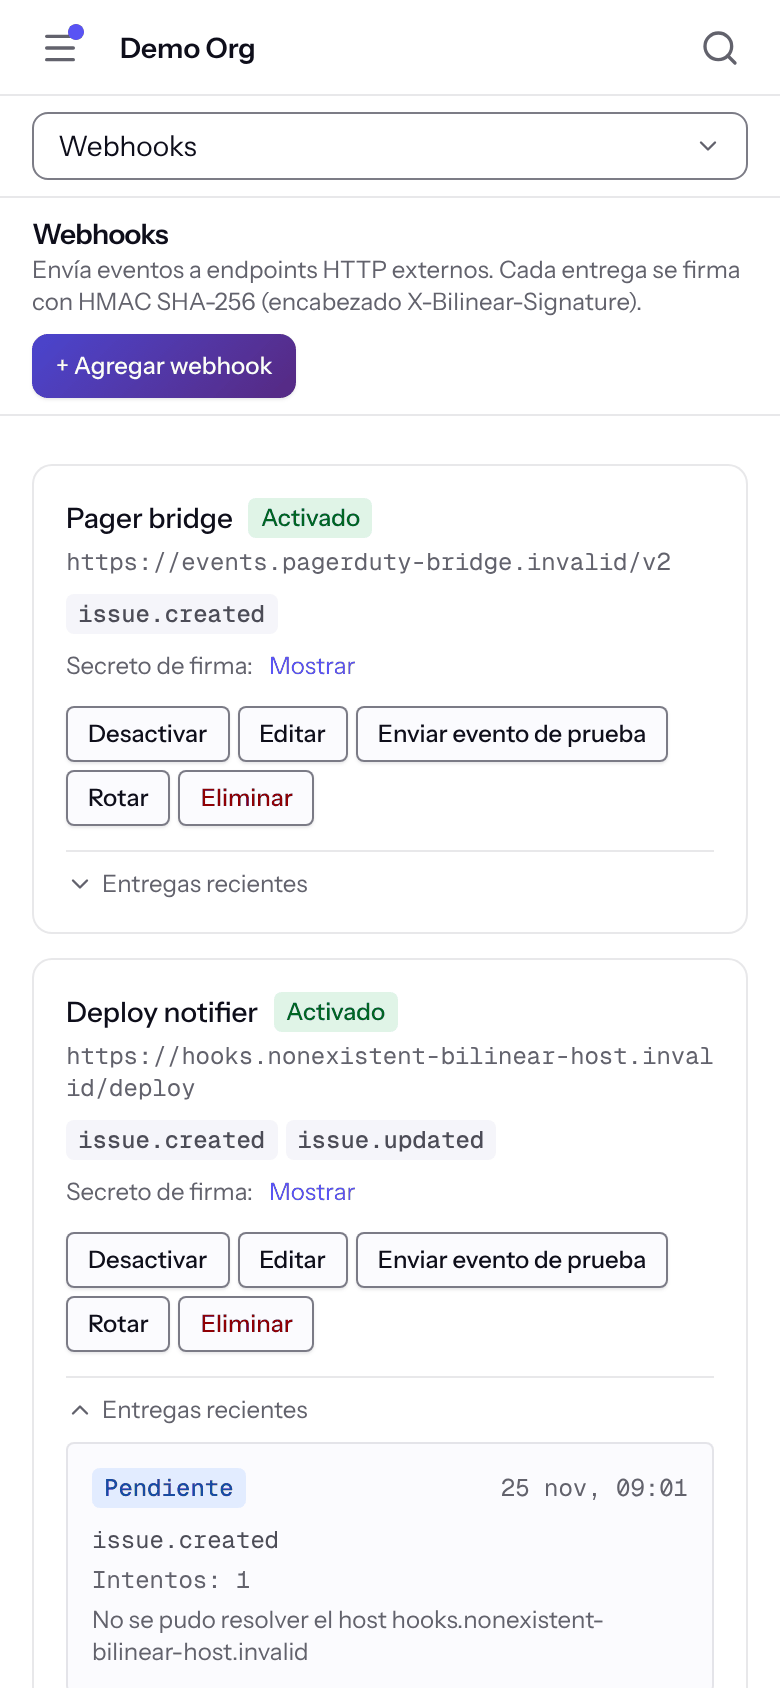 Demo Org
Webhooks
Webhooks
Envía eventos a endpoints HTTP externos. Cada entrega se firma
con HMAC SHA-256 (encabezado X-Bilinear-Signature).
+ Agregar webhook
Pager bridge Activado
https://events.pagerduty-bridge.invalid/v2
issue.created
Secreto de firma: Mostrar
Desactivar Editar Enviar evento de prueba
Rotar Eliminar
Entregas recientes
Deploy notifier Activado
https://hooks.nonexistent-bilinear-host.inval
id/deploy
issue.created issue.updated
Secreto de firma: Mostrar
Desactivar Editar Enviar evento de prueba
Rotar Eliminar
Entregas recientes
Pendiente 25 nov, 09:01
issue.created
Intentos: 1
No se pudo resolver el host hooks.nonexistent-
bilinear-host.invalid